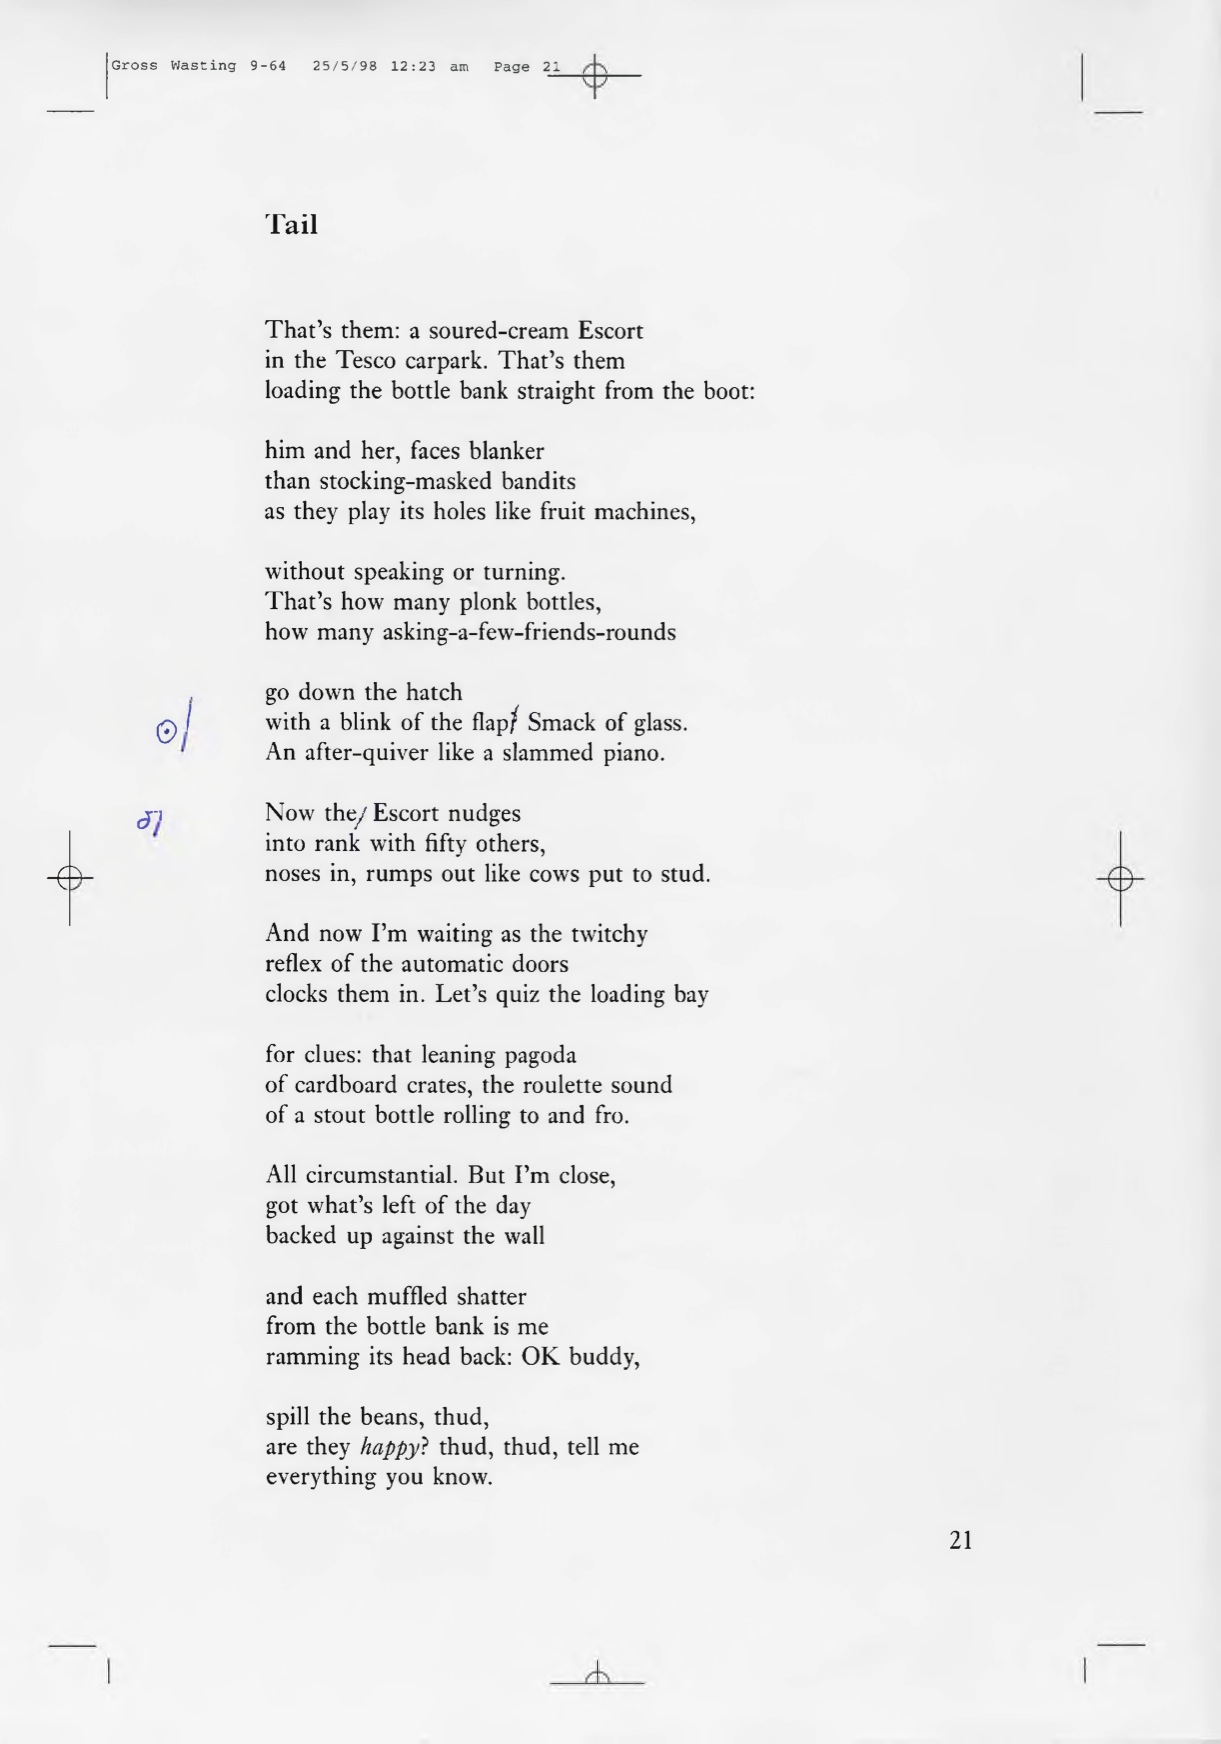 Gross Wasting 9-64 25/5/98 12:23 am Page 21
Tail
That's them: a soured-cream Escort
in the Tesco carpark. That's them
loading the bottle bank straight from the boot:
him and her, faces blanker
than stocking-masked bandits
as they play its holes like fruit machines,
without speaking or turning.
That's how many plonk bottles,
how many asking-a-few-friends-rounds
go down the hatch
with a blink of the flap? Smack of glass.
An after-quiver like a slammed piano.
Now the Escort nudges
into rank with fifty others,
noses in, rumps out like cows put to stud.
And now I'm waiting as the twitchy
reflex of the automatic doors
clocks them in. Let's quiz the loading bay
for clues: that leaning pagoda
of cardboard crates, the roulette sound
of a stout bottle rolling to and fro.
All circumstantial. But I'm close,
got what's left of the day
backed up against the wall
and each muffled shatter
from the bottle bank is me
ramming its head back: OK buddy,
spill the beans, thud,
are they happy? thud, thud, tell me
everything you know.
21